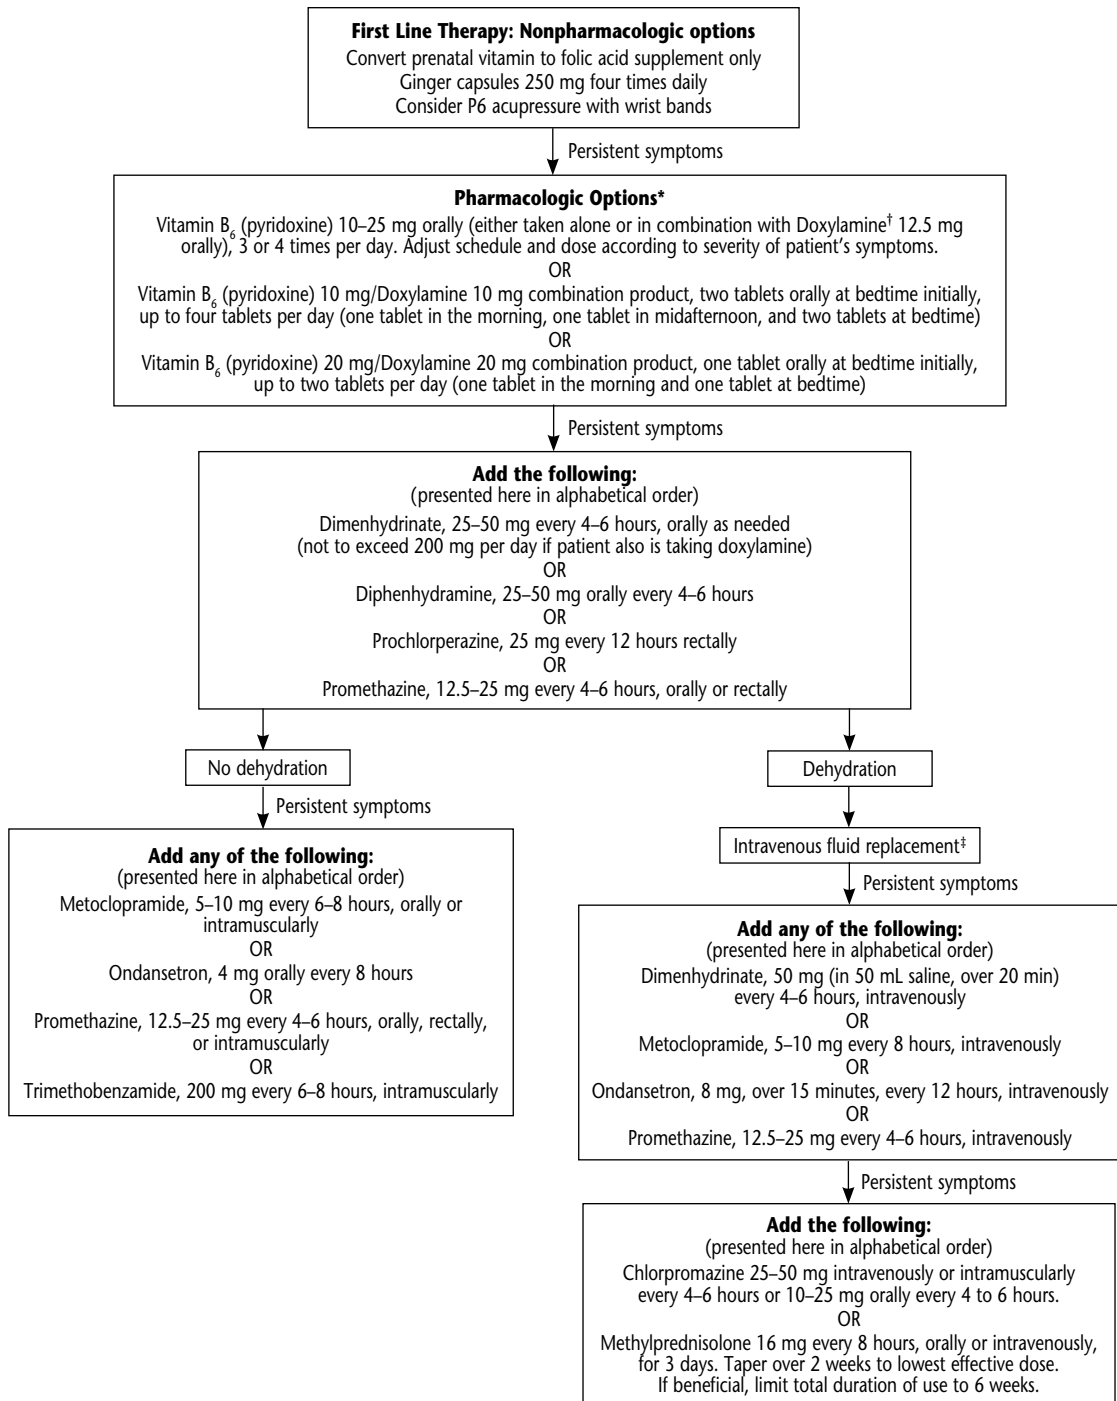 First Line Therapy: Nonpharmacologic options
Convert prenatal vitamin to folic acid supplement only
Ginger capsules 250 mg four times daily
Consider P6 acupressure with wrist bands
Persistent symptoms
Pharmacologic Options*
Vitamin B6 (pyridoxine) 10–25 mg orally (either taken alone or in combination with Doxylamine† 12.5 mg
orally), 3 or 4 times per day. Adjust schedule and dose according to severity of patient's symptoms.
OR
Vitamin B6 (pyridoxine) 10 mg/Doxylamine 10 mg combination product, two tablets orally at bedtime initially,
up to four tablets per day (one tablet in the morning, one tablet in midafternoon, and two tablets at bedtime)
OR
Vitamin B6 (pyridoxine) 20 mg/Doxylamine 20 mg combination product, one tablet orally at bedtime initially,
up to two tablets per day (one tablet in the morning and one tablet at bedtime)
Persistent symptoms
Add the following:
(presented here in alphabetical order)
Dimenhydrinate, 25–50 mg every 4–6 hours, orally as needed
(not to exceed 200 mg per day if patient also is taking doxylamine)
OR
Diphenhydramine, 25–50 mg orally every 4–6 hours
OR
Prochlorperazine, 25 mg every 12 hours rectally
OR
Promethazine, 12.5–25 mg every 4–6 hours, orally or rectally
No dehydration
Persistent symptoms
Add any of the following:
(presented here in alphabetical order)
Metoclopramide, 5–10 mg every 6–8 hours, orally or
intramuscularly
OR
Ondansetron, 4 mg orally every 8 hours
OR
Promethazine, 12.5–25 mg every 4–6 hours, orally, rectally,
or intramuscularly
OR
Trimethobenzamide, 200 mg every 6–8 hours, intramuscularly
Dehydration
Intravenous fluid replacement‡
Persistent symptoms
Add any of the following:
(presented here in alphabetical order)
Dimenhydrinate, 50 mg (in 50 mL saline, over 20 min)
every 4–6 hours, intravenously
OR
Metoclopramide, 5–10 mg every 8 hours, intravenously
OR
Ondansetron, 8 mg, over 15 minutes, every 12 hours, intravenously
OR
Promethazine, 12.5–25 mg every 4–6 hours, intravenously
Persistent symptoms
Add the following:
(presented here in alphabetical order)
Chlorpromazine 25–50 mg intravenously or intramuscularly
every 4–6 hours or 10–25 mg orally every 4 to 6 hours.
OR
Methylprednisolone 16 mg every 8 hours, orally or intravenously,
for 3 days. Taper over 2 weeks to lowest effective dose.
If beneficial, limit total duration of use to 6 weeks.